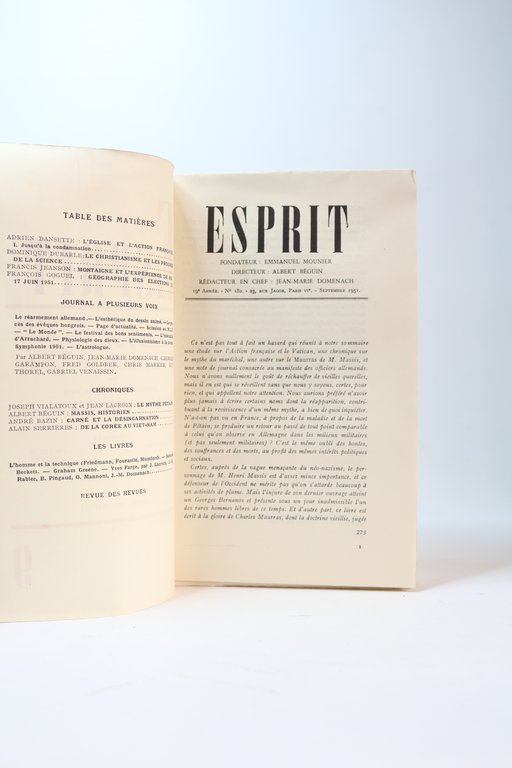 TABLE DES MATIÈRES
ADRIEN DANSETTE : L'ÉGLISE ET L'ACTION
I. Jusqu'à la condamnation
DOMINIQUE DUBARLE : LE CHRISTIANISME ET LES
DE LA SCIENCE
FRANCIS JEANSON : MONTAIGNE ET L'EXPÉRIENCE DE
FRANÇOIS GOGUEL : GÉOGRAPHIE DES ÉLECTIONS
17 JUIN 1951
JOURNAL A PLUSIEURS VOIX
Le réarmement allemand. — L'esthétique du dessin animé. —
des évêques hongrois. — Page d'actualité. — Scission au
— "Le Monde". — Le festival des bons sentiments. —
d'Attachard. — Physiologie des dieux. — L'illusionniste à la
Symphonie 1951. — L'astrologue.
Par ALBERT BÉGUIN, JEAN-MARIE DOMENACH,
GARAMPON, FRED GOLDBEK, CHRIS MARKER,
THOREL, GABRIEL VENAISSIN.
CHRONIQUES
JOSEPH VIALATOUX et JEAN LACROIX : LE MYTHE
ALBERT BÉGUIN : MASSIS, HISTORIEN
ANDRÉ BAZIN : CARNÉ ET LA DÉSINCARNATION
ALAIN SERRIÈRES : DE LA CORÉE AU VIET-NAM
LES LIVRES
L'homme et la technique (Friedmann, Fourastié, Mumford). —
Beckett. — Graham Greene. — Yves Farge, par J.
Rabier, B. Pingaud, O. Mannoni, J.-M. Domenach.
REVUE DES REVUES
ESPRIT
FONDATEUR : EMMANUEL MOUNIER
DIRECTEUR : ALBERT BÉGUIN
RÉDACTEUR EN CHEF : JEAN-MARIE DOMENACH
19e ANNÉE. - No 182. - 27, RUE JACOB, PARIS VIe. - SEPTEMBRE 1951.
Ce n'est pas tout à fait un hasard qui réunit à notre sommaire
une étude sur l'Action française et le Vatican, une chronique sur
le mythe du maréchal, une autre sur le Maurras de M. Massis, et
une note de journal consacrée au manifeste des officiers allemands.
Nous n'avons nullement le goût de réchauffer de vieilles querelles,
mais il en est qui se réveillent sans que nous y soyons, certes, pour
rien, et qui appellent notre attention. Nous aurions préféré n'avoir
plus jamais à écrire certains noms dont la réapparition, contri-
buant à la reviviscence d'un même mythe, a bien de quoi inquiéter.
N'a-t-on pas vu en France, à propos de la maladie et de la mort
de Pétain, se produire un retour au passé de tout point comparable
à celui qu'on observe en Allemagne dans les milieux militaires
(et pas seulement militaires) ? C'est le même oubli des hontes,
des souffrances et des morts, au profit des mêmes intérêts politiques
et sociaux.
Certes, auprès de la vague menaçante du néo-nazisme, le per-
sonnage de M. Henri Massis est d'assez mince importance, et ce
défenseur de l'Occident ne mérite pas qu'on s'attarde beaucoup à
ses activités de plume. Mais l'injure de son dernier ouvrage atteint
un Georges Bernanos et présente sous un jour inadmissible l'un
des rares hommes libres de ce temps. Et d'autre part, ce livre est
écrit à la gloire de Charles Maurras, dont la doctrine vieillie, jugée
273
1